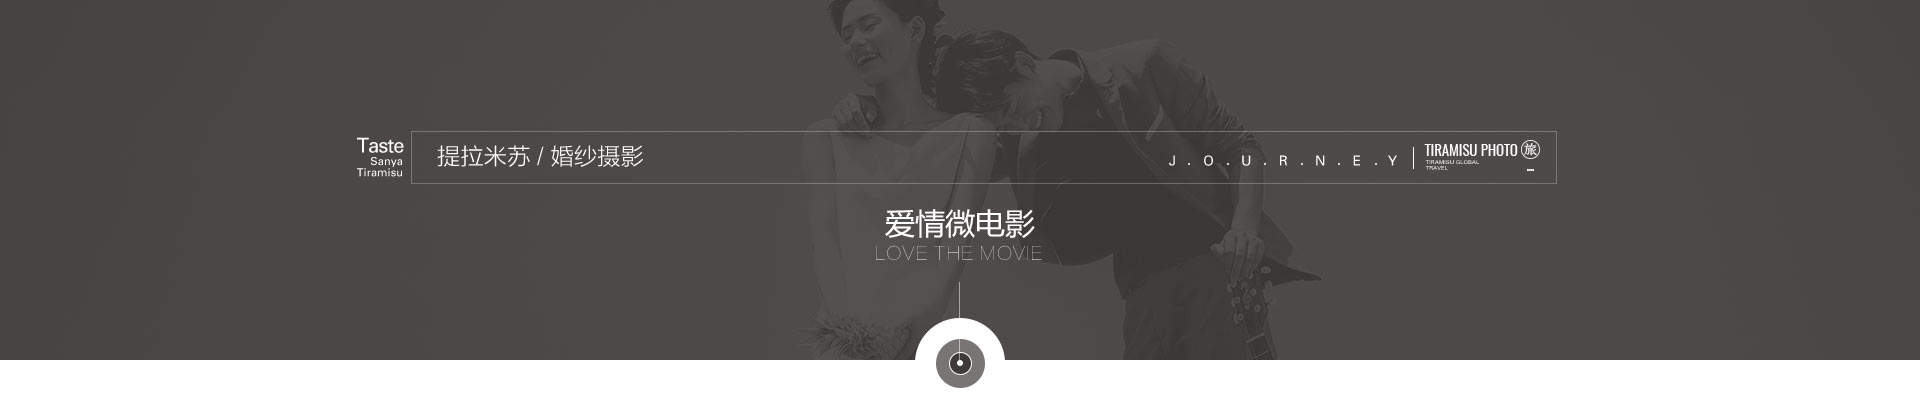 Taste
Sanya
Tiramisu
提拉米苏 / 婚纱摄影
J . O . U . R . N . E . Y
TIRAMISU PHOTO 旅
TIRAMISU GLOBAL
TRAVEL
爱情微电影
LOVE THE MOVIE